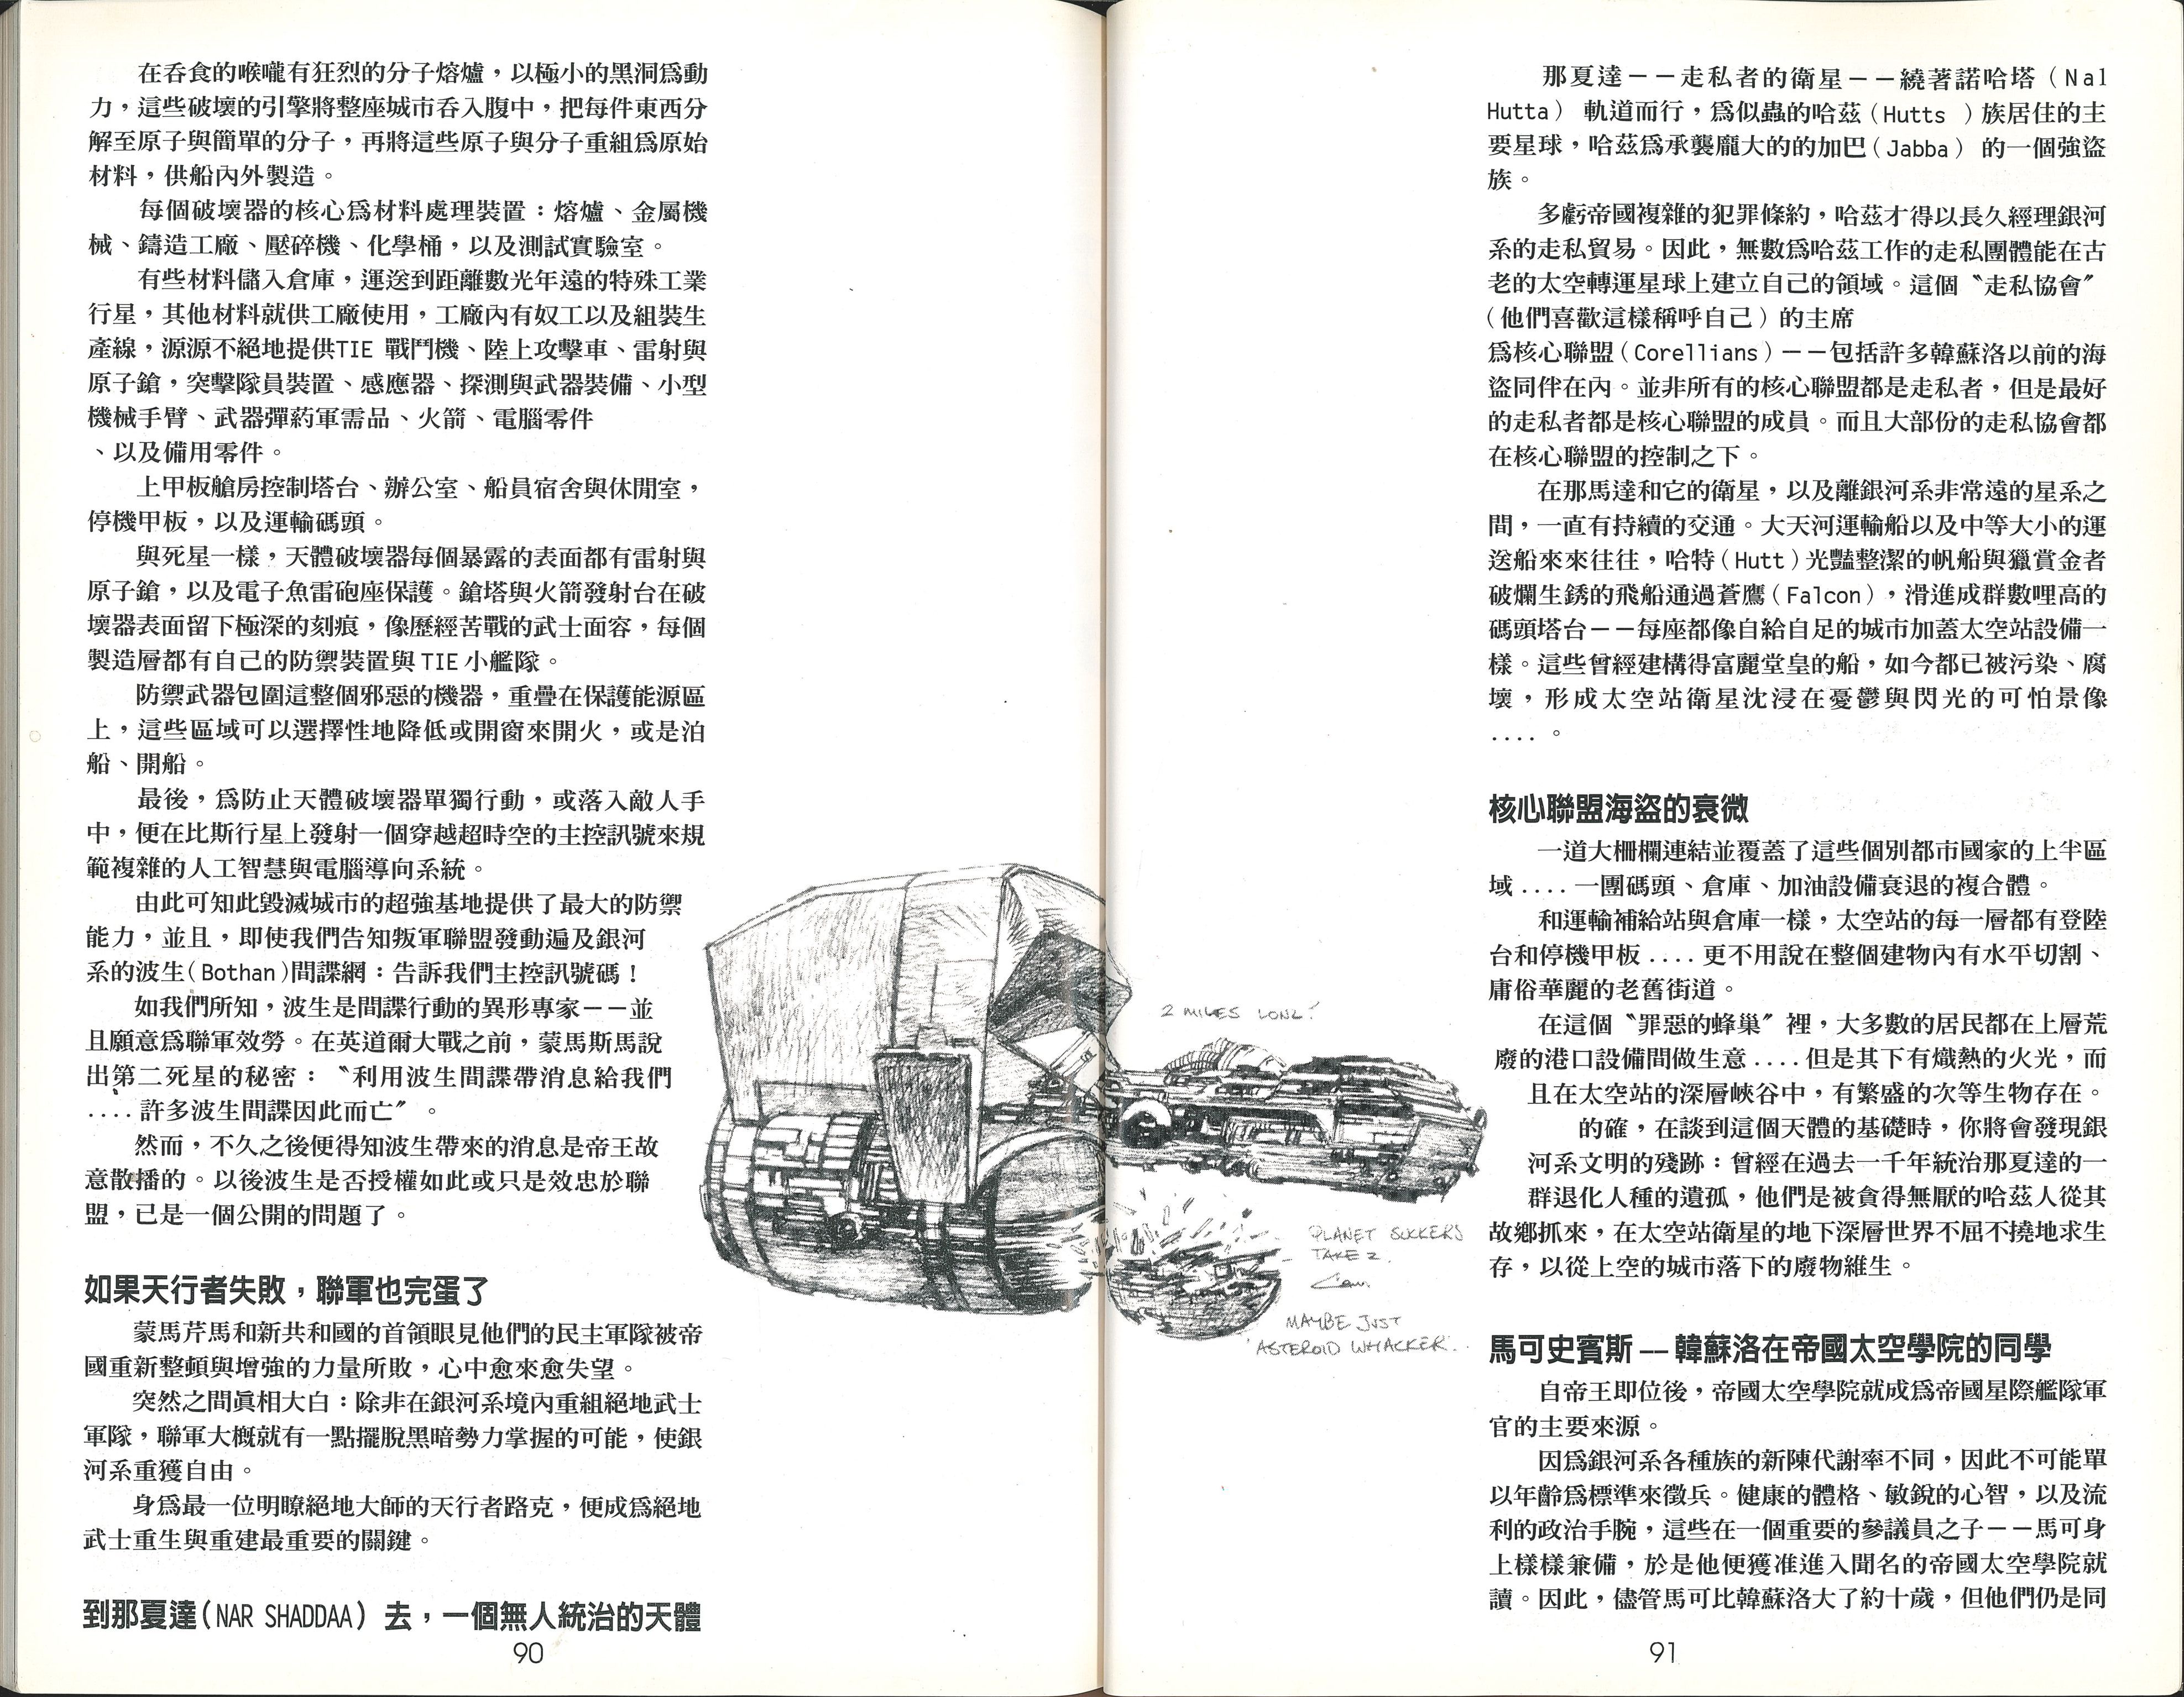 在吞食的喉嚨有狂烈的分子熔爐，以極小的黑洞爲動
力，這些破壞的引擎將整座城市吞入腹中，把每件東西分
解至原子與簡單的分子，再將這些原子與分子重組爲原始
材料，供船內外製造。
每個破壞器的核心爲材料處理裝置：熔爐、金屬機
械、鑄造工廠、壓碎機、化學桶，以及測試實驗室。
有些材料儲入倉庫，運送到距離數光年遠的特殊工業
行星，其他材料就供工廠使用，工廠內有奴工以及組裝生
產線，源源不絕地提供TIE 戰鬥機、陸上攻擊車、雷射與
原子鎗，突擊隊員裝置、感應器、探測與武器裝備、小型
機械手臂、武器彈葯軍需品、火箭、電腦零件
、以及備用零件。
上甲板艙房控制塔台、辦公室、船員宿舍與休閒室，
停機甲板，以及運輸碼頭。
與死星一樣，天體破壞器每個暴露的表面都有雷射與
原子鎗，以及電子魚雷砲座保護。鎗塔與火箭發射台在破
壞器表面留下極深的刻痕，像歷經苦戰的武士面容，每個
製造層都有自己的防禦裝置與TIE小艦隊。
防禦武器包圍這整個邪惡的機器，重疊在保護能源區
上，這些區域可以選擇性地降低或開窗來開火，或是泊
船、開船。
最後，爲防止天體破壞器單獨行動，或落入敵人手
中，便在比斯行星上發射一個穿越超時空的主控訊號來規
範複雜的人工智慧與電腦導向系統。
由此可知此毀滅城市的超強基地提供了最大的防禦
能力，並且，即使我們告知叛軍聯盟發動遍及銀河
系的波生(Bothan)間諜網：告訴我們主控訊號碼！
如我們所知，波生是間諜行動的異形專家－－並
且願意爲聯軍效勞。在英道爾大戰之前，蒙馬斯馬說
出第二死星的秘密：〝利用波生間諜帶消息給我們
....許多波生間諜因此而亡〞。
然而，不久之後便得知波生帶來的消息是帝王故
意散播的。以後波生是否授權如此或只是效忠於聯
盟，已是一個公開的問題了。
如果天行者失敗，聯軍也完蛋了
蒙馬芹馬和新共和國的首領眼見他們的民主軍隊被帝
國重新整頓與增強的力量所敗，心中愈來愈失望。
突然之間眞相大白：除非在銀河系境內重組絕地武士
軍隊，聯軍大概就有一點擺脫黑暗勢力掌握的可能，使銀
河系重獲自由。
身爲最一位明瞭絕地大師的天行者路克，便成爲絕地
武士重生與重建最重要的關鍵。
到那夏達(NAR SHADDAA) 去，一個無人統治的天體
90
2 MILES LONG!
PLANET SUCKERS
TAKE 2.
MAYBE JUST
'ASTEROID WHACKER.
那夏達－－走私者的衛星－－繞著諾哈塔（Nal
Hutta） 軌道而行，爲似蟲的哈茲(Hutts )族居住的主
要星球，哈茲爲承襲龐大的的加巴(Jabba) 的一個強盜
族。
多虧帝國複雜的犯罪條約，哈茲才得以長久經理銀河
系的走私貿易。因此，無數爲哈茲工作的走私團體能在古
老的太空轉運星球上建立自己的領域。這個〝走私協會〞
(他們喜歡這樣稱呼自己)的主席
爲核心聯盟(Corellians)－－包括許多韓蘇洛以前的海
盜同伴在內。並非所有的核心聯盟都是走私者，但是最好
的走私者都是核心聯盟的成員。而且大部份的走私協會都
在核心聯盟的控制之下。
在那馬達和它的衛星，以及離銀河系非常遠的星系之
間，一直有持續的交通。大天河運輸船以及中等大小的運
送船來來往往，哈特(Hutt)光豔整潔的帆船與獵賞金者
破爛生銹的飛船通過蒼鷹(Falcon)，滑進成群數哩高的
碼頭塔台－－每座都像自給自足的城市加蓋太空站設備一
樣。這些曾經建構得富麗堂皇的船，如今都已被污染、腐
壞，形成太空站衛星沈浸在憂鬱與閃光的可怕景像
....。
核心聯盟海盜的衰微
一道大柵欄連結並覆蓋了這些個別都市國家的上半區
域....一團碼頭、倉庫、加油設備衰退的複合體。
和運輸補給站與倉庫一樣，太空站的每一層都有登陸
台和停機甲板....更不用說在整個建物內有水平切割、
庸俗華麗的老舊街道。
在這個〝罪惡的蜂巢〞裡，大多數的居民都在上層荒
廢的港口設備間做生意....但是其下有熾熱的火光，而
且在太空站的深層峽谷中，有繁盛的次等生物存在。
的確，在談到這個天體的基礎時，你將會發現銀
河系文明的殘跡：曾經在過去一千年統治那夏達的一
群退化人種的遺孤，他們是被貪得無厭的哈茲人從其
故鄉抓來，在太空站衛星的地下深層世界不屈不撓地求生
存，以從上空的城市落下的廢物維生。
馬可史賓斯－－韓蘇洛在帝國太空學院的同學
自帝王即位後，帝國太空學院就成爲帝國星際艦隊軍
官的主要來源。
因爲銀河系各種族的新陳代謝率不同，因此不可能單
以年齡爲標準來徵兵。健康的體格、敏銳的心智，以及流
利的政治手腕，這些在一個重要的參議員之子－－馬可身
上樣樣兼備，於是他便獲准進入聞名的帝國太空學院就
讀。因此，儘管馬可比韓蘇洛大了約十歲，但他們仍是同
91